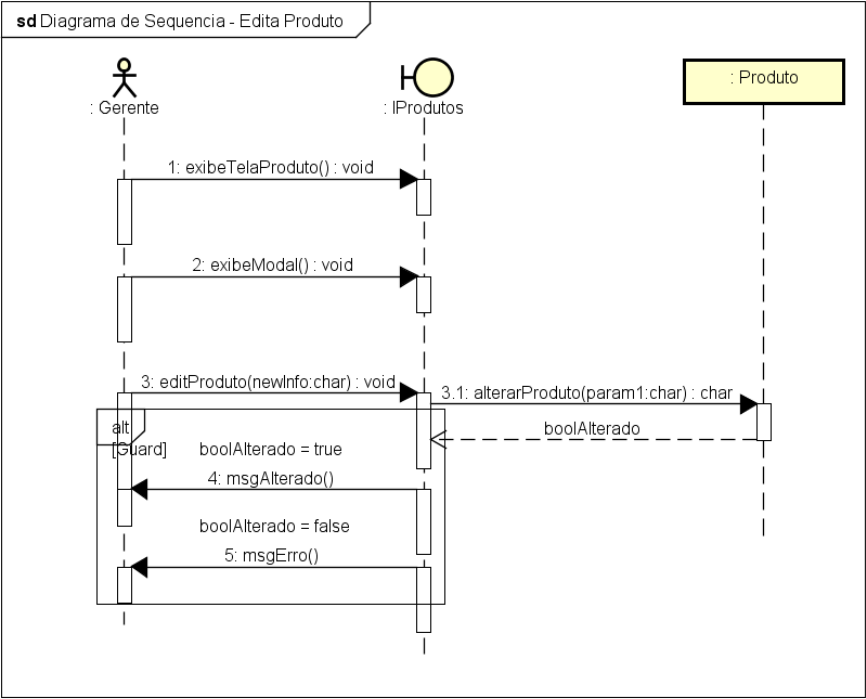 sd Diagrama de Sequencia - Edita Produto
: Gerente
: IProdutos
: Produto
1: exibeTelaProduto() : void
2: exibeModal() : void
3: editProduto(newInfo:char) : void
3.1: alterarProduto(param1:char) : char
alt
boolAlterado
[Guard]
boolAlterado = true
4: msgAlterado()
boolAlterado = false
5: msgErro()